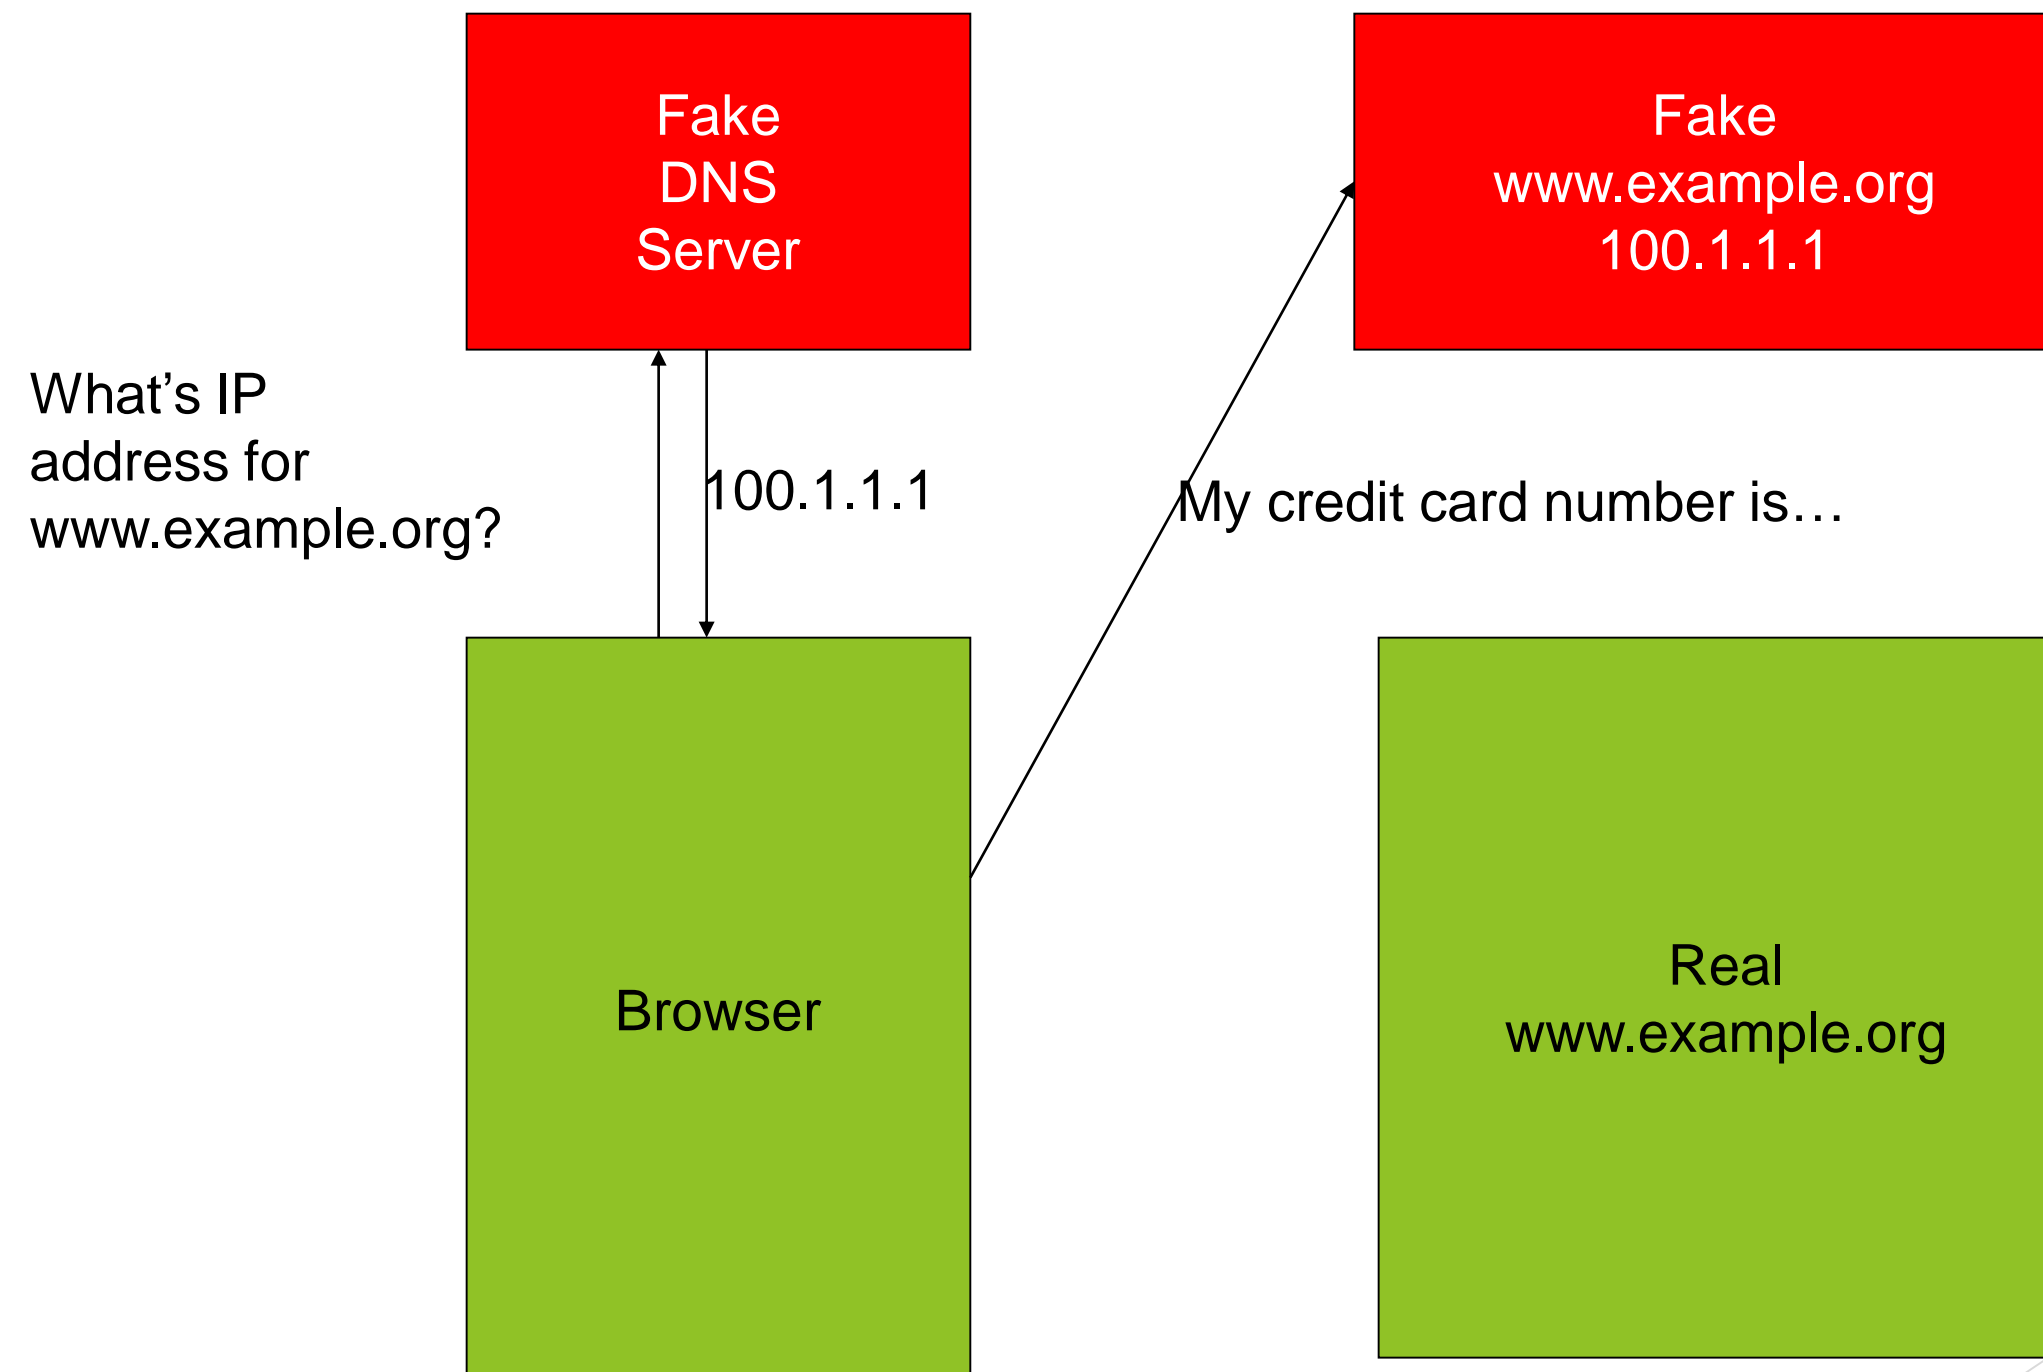 Fake
DNS
Server
Fake
www.example.org
100.1.1.1
What’s IP
address for
www.example.org?
100.1.1.1
My credit card number is…
Browser
Real
www.example.org